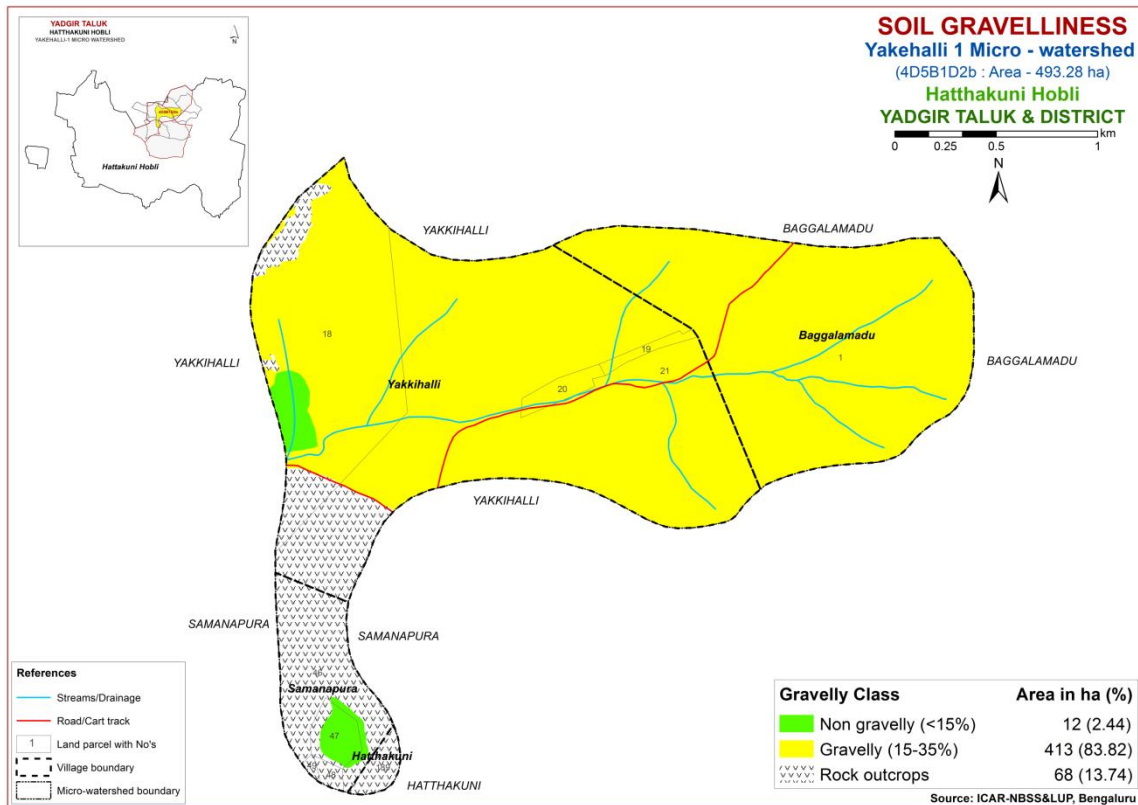 YADGIR TALUK
HATTHAKUNI HOBLI
YAKEHALLI-1 MICRO WATERSHED
N
Hattakuni Hobli
SOIL GRAVELLINESS
Yakehalli 1 Micro - watershed
(4D5B1D2b : Area - 493.28 ha)
Hatthakuni Hobli
YADGIR TALUK & DISTRICT
km
0 0.25 0.5 1
N
YAKKIHALLI
BAGGALAMADU
18
YAKKIHALLI
Yakkihalli
19
20
21
Baggalamadu
1
BAGGALAMADU
YAKKIHALLI
SAMANAPURA
SAMANAPURA
Samanapura
47
Hatthakuni
49
48
189
HATTHAKUNI
References
Streams/Drainage
Road/Cart track
1 Land parcel with No's
Village boundary
Micro-watershed boundary
Gravelly Class Area in ha (%)
Non gravelly (<15%) 12 (2.44)
Gravelly (15-35%) 413 (83.82)
Rock outcrops 68 (13.74)
Source: ICAR-NBSS&LUP, Bengaluru